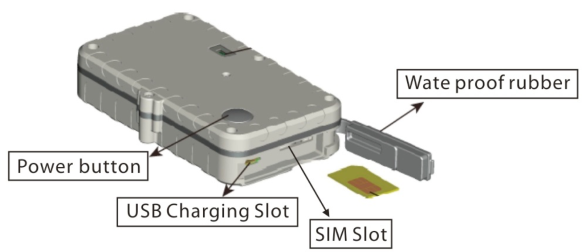 Wate proof rubber
Power button
USB Charging Slot
SIM Slot